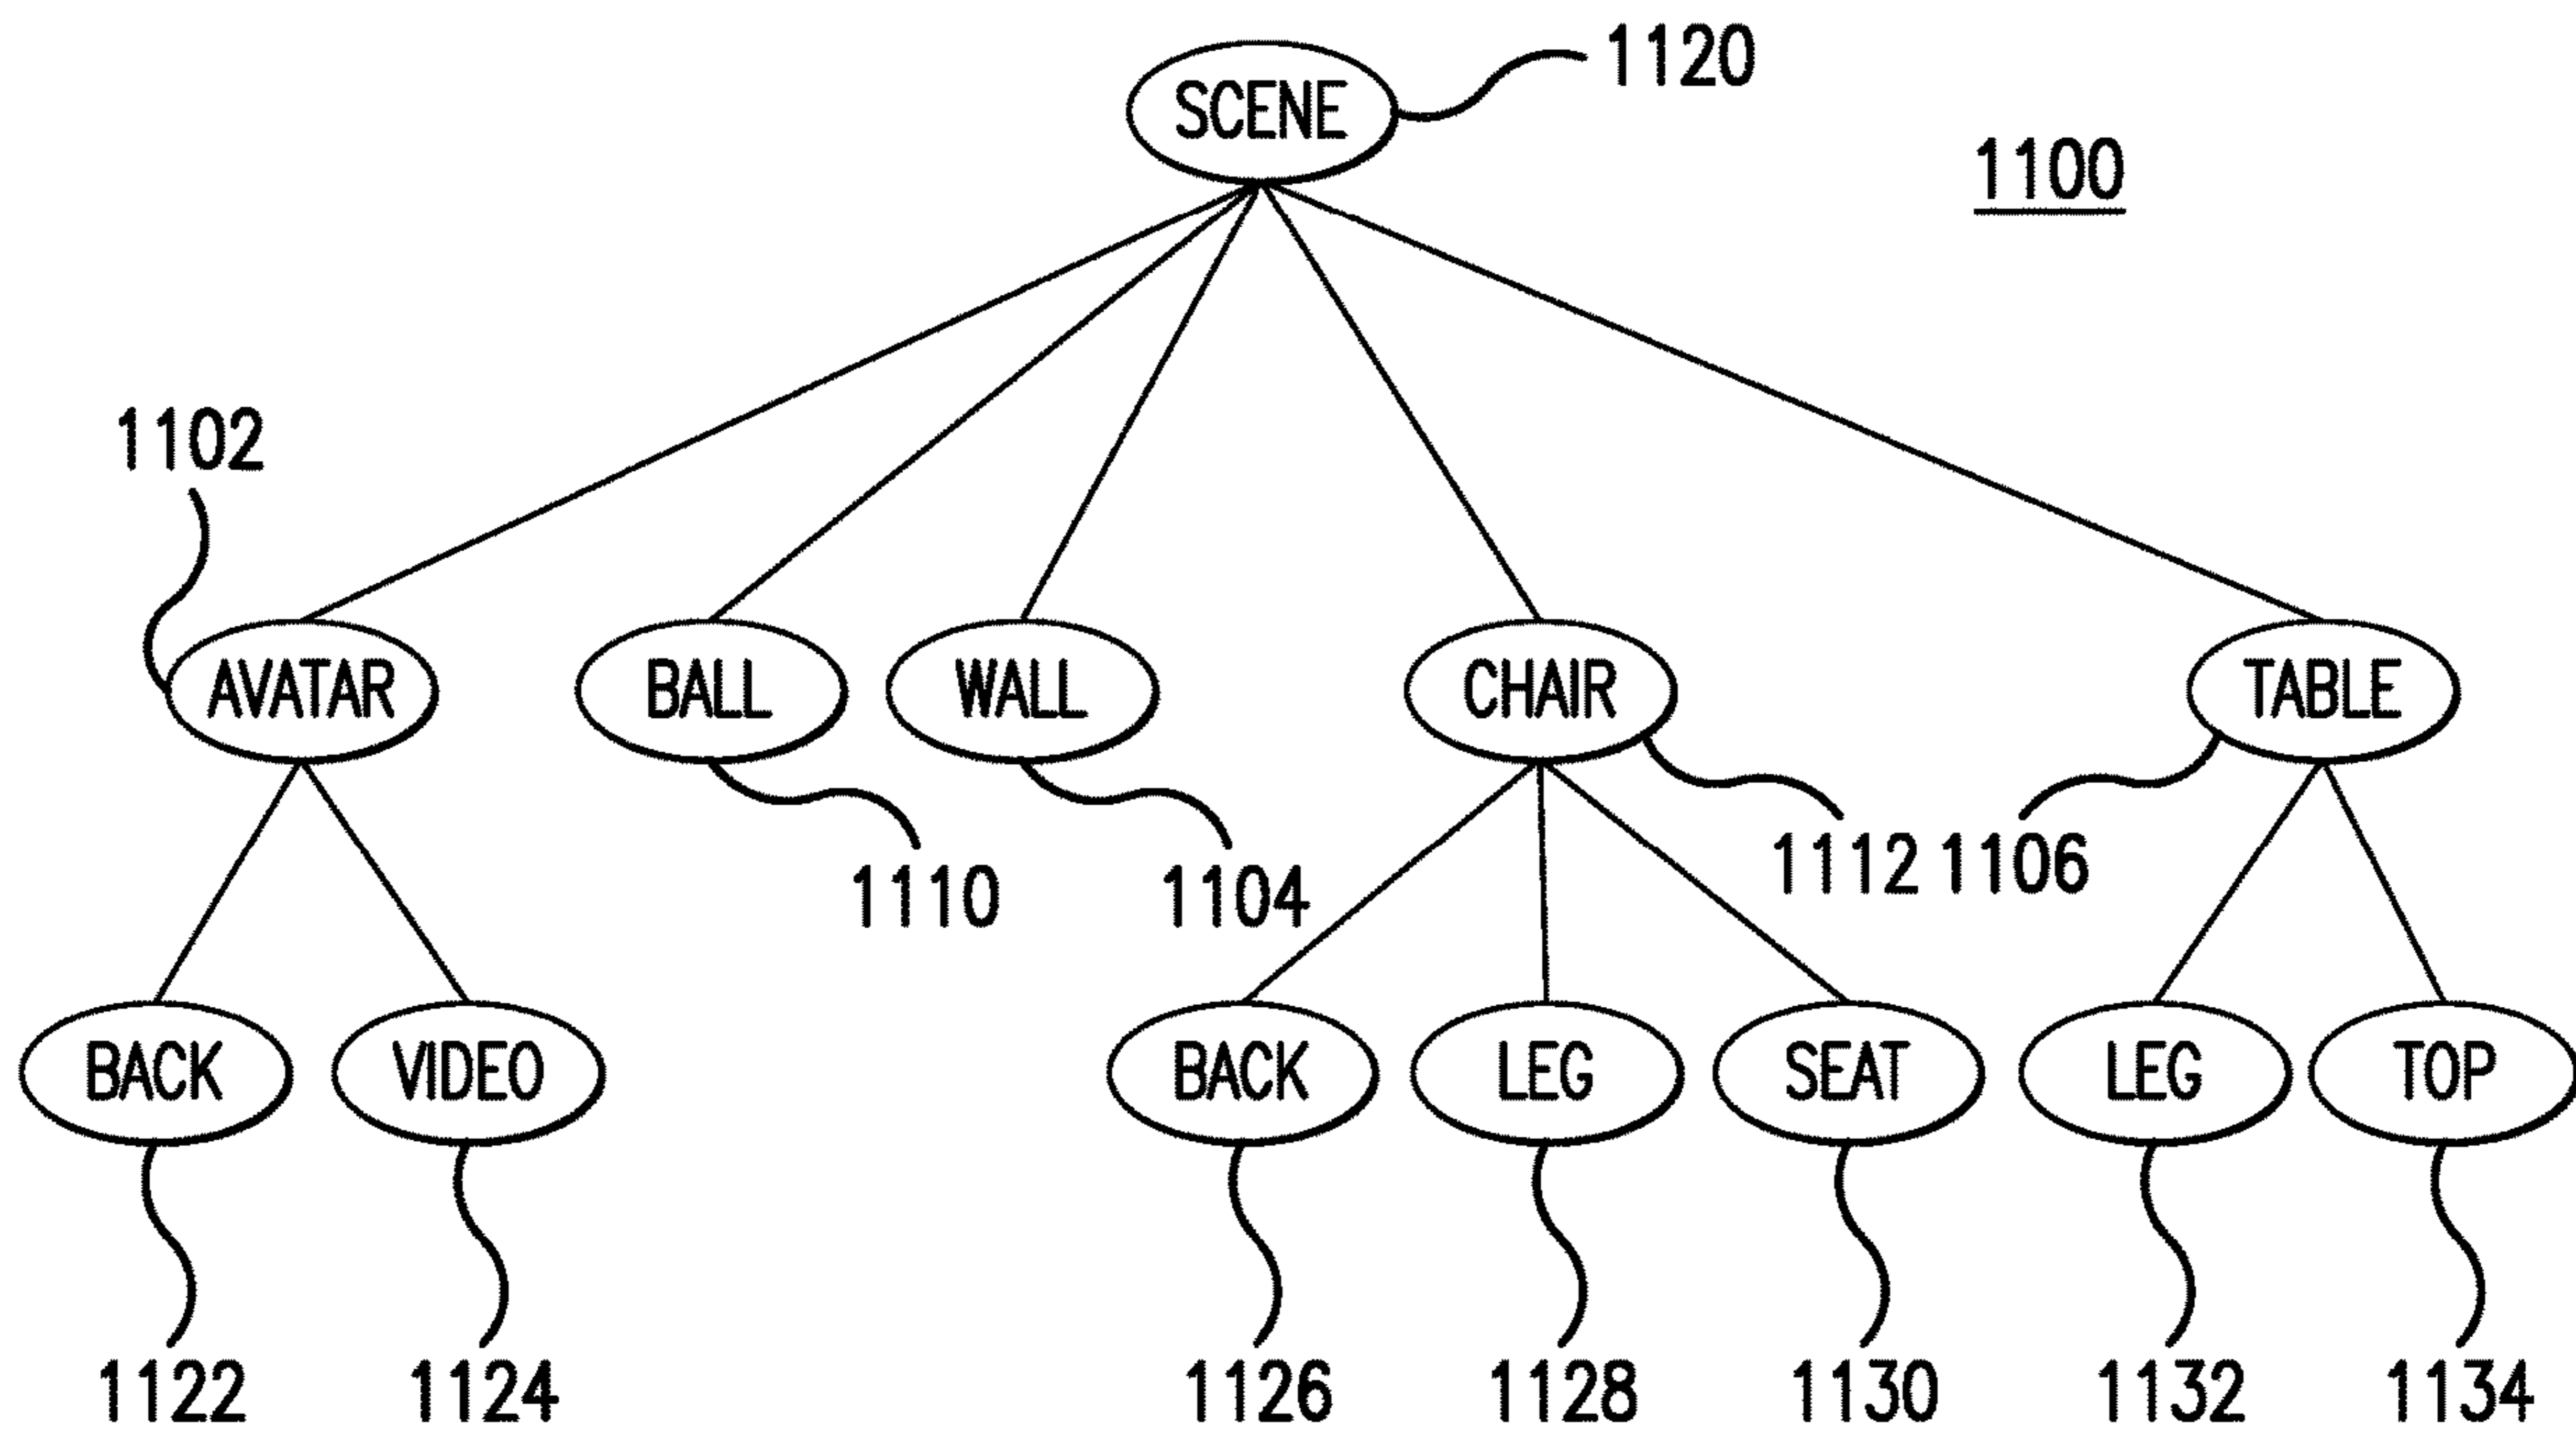 SCENE
1120
1100
1102
AVATAR
BALL
WALL
CHAIR
TABLE
1110
1104
1112
1106
BACK
VIDEO
BACK
LEG
SEAT
LEG
TOP
1122
1124
1126
1128
1130
1132
1134